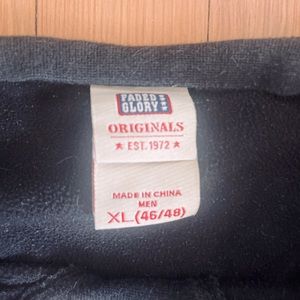 FADED
GLORY
ORIGINALS
★ EST. 1972 ★
MADE IN CHINA
MEN
XL (46/48)